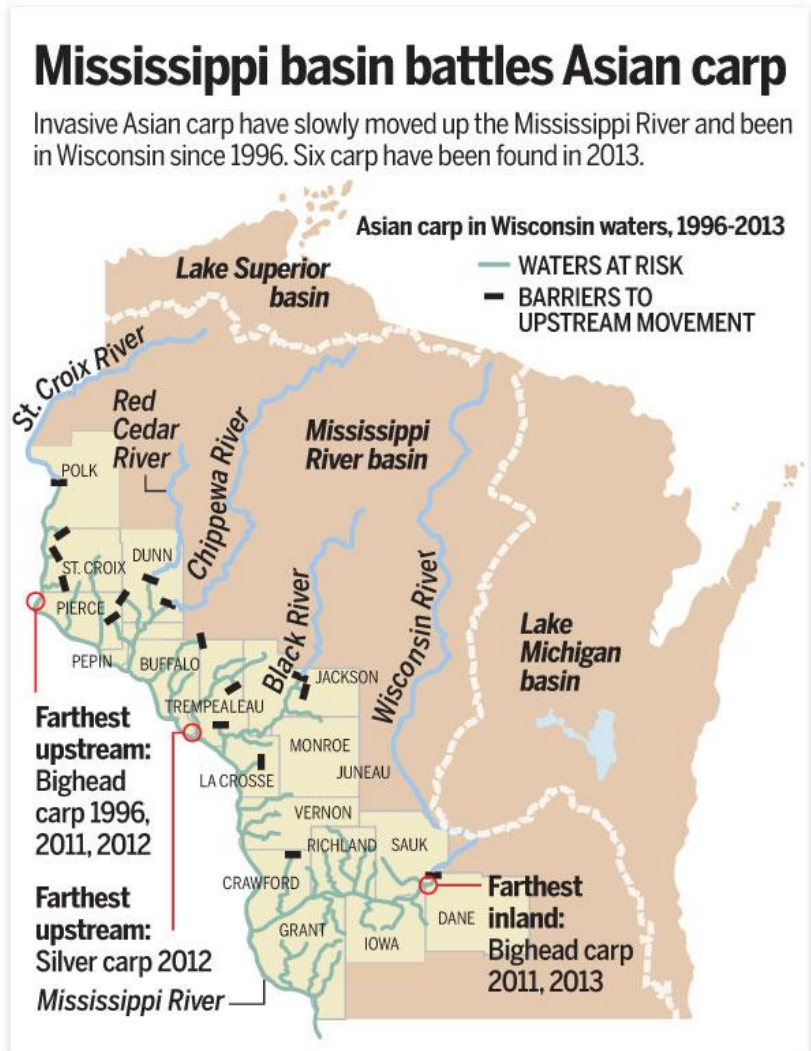 Mississippi basin battles Asian carp
Invasive Asian carp have slowly moved up the Mississippi River and been
in Wisconsin since 1996. Six carp have been found in 2013.
Asian carp in Wisconsin waters, 1996-2013
WATERS AT RISK
BARRIERS TO
UPSTREAM MOVEMENT
Lake Superior
basin
St. Croix River
Red
Cedar
River
Chippewa River
Mississippi
River basin
POLK
ST. CROIX
DUNN
PIERCE
PEPIN
BUFFALO
Black River
Wisconsin River
Lake
Michigan
basin
TREMPEALEAU
JACKSON
MONROE
JUNEAU
LA CROSSE
VERNON
RICHLAND
SAUK
CRAWFORD
GRANT
IOWA
DANE
Farthest
upstream:
Bighead
carp 1996,
2011, 2012
Farthest
upstream:
Silver carp 2012
Mississippi River
Farthest
inland:
Bighead carp
2011, 2013